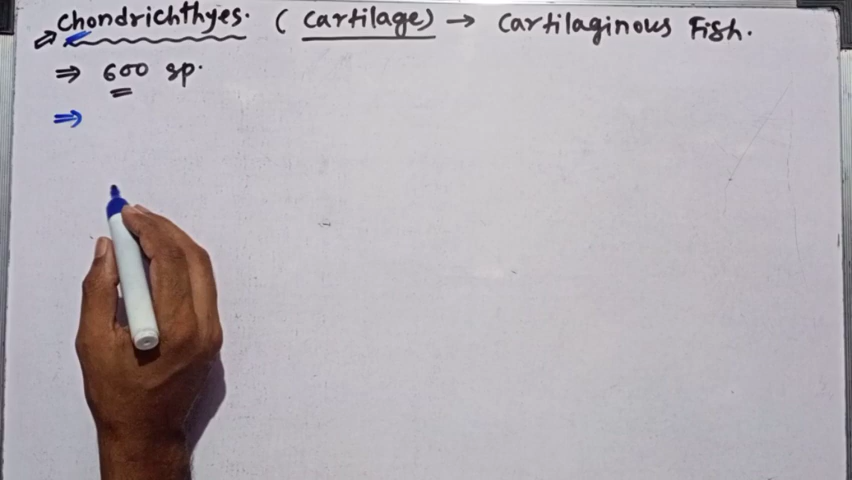 ⇒ Chondrichthyes. (Cartilage) → Cartilaginous Fish.
⇒ 600 sp.
⇒